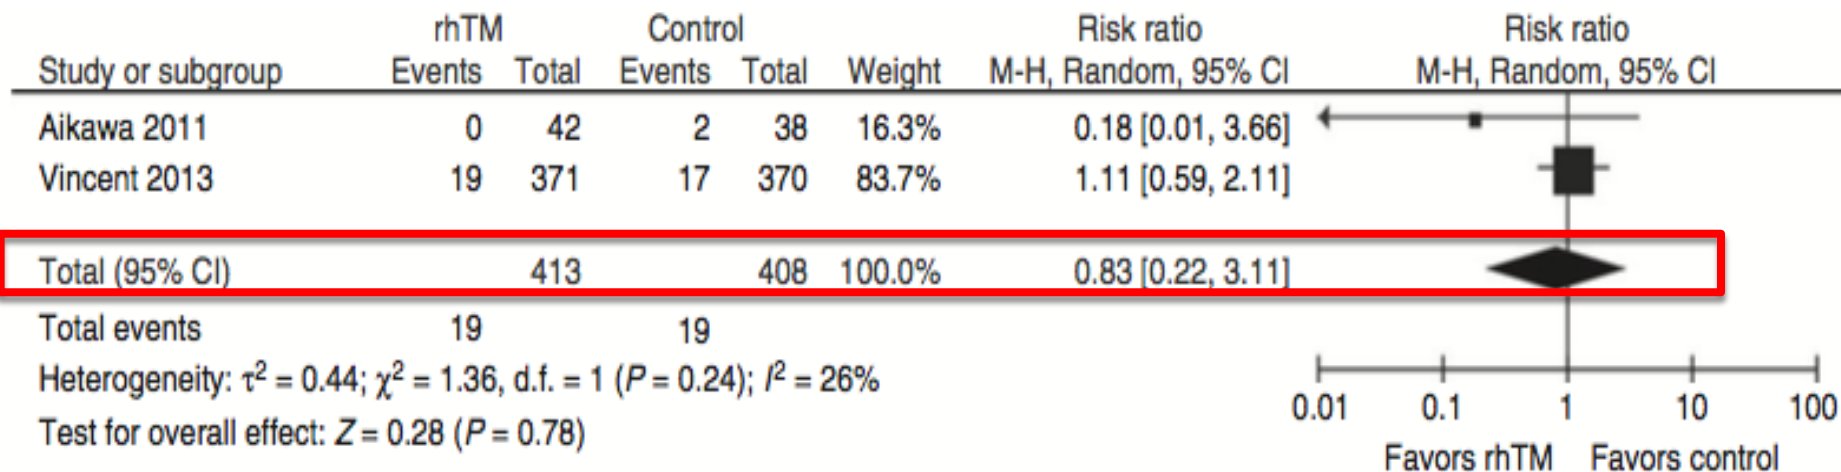 rhTM Control Risk ratio Risk ratio
Study or subgroup Events Total Events Total Weight M-H, Random, 95% CI M-H, Random, 95% CI
Aikawa 2011 0 42 2 38 16.3% 0.18 [0.01, 3.66]
Vincent 2013 19 371 17 370 83.7% 1.11 [0.59, 2.11]
Total (95% CI) 413 408 100.0% 0.83 [0.22, 3.11]
Total events 19 19
Heterogeneity: τ² = 0.44; χ² = 1.36, d.f. = 1 (P = 0.24); I² = 26%
Test for overall effect: Z = 0.28 (P = 0.78)
0.01 0.1 1 10 100
Favors rhTM Favors control